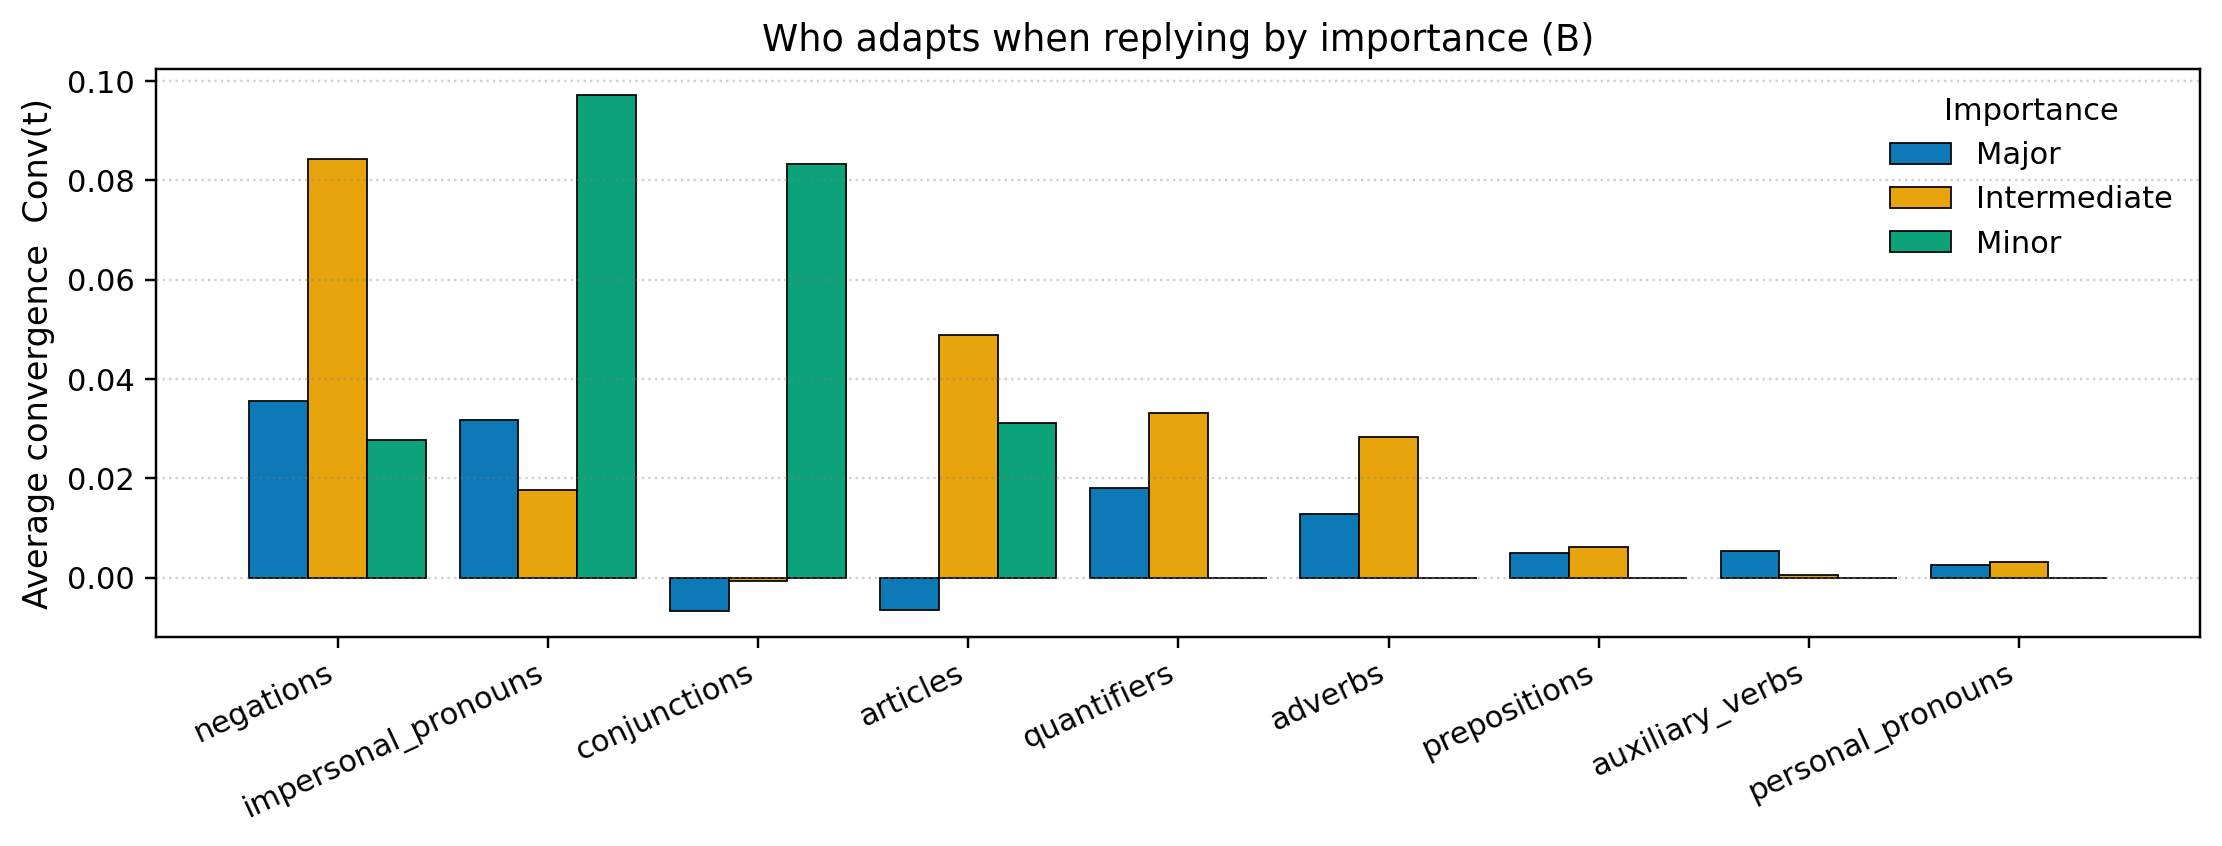 Who adapts when replying by importance (B)
Average convergence  Conv(t)
0.10
0.08
0.06
0.04
0.02
0.00
Importance
Major
Intermediate
Minor
negations
impersonal_pronouns
conjunctions
articles
quantifiers
adverbs
prepositions
auxiliary_verbs
personal_pronouns